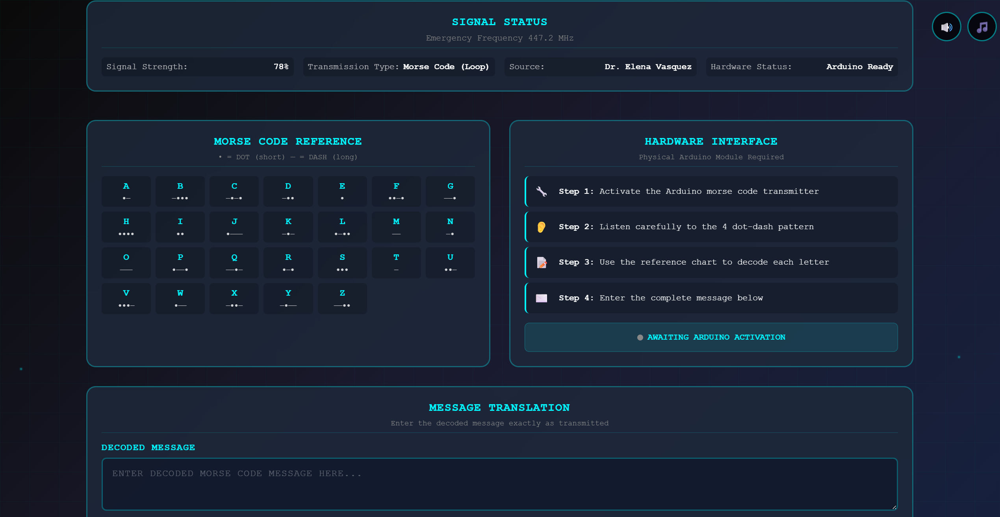 SIGNAL STATUS
Emergency Frequency 447.2 MHz
Signal Strength: 78%
Transmission Type: Morse Code (Loop)
Source: Dr. Elena Vasquez
Hardware Status: Arduino Ready
MORSE CODE REFERENCE
• = DOT (short) — = DASH (long)
A
•—
B
—•••
C
—•—•
D
—••
E
•
F
••—•
G
——•
H
••••
I
••
J
•———
K
—•—
L
•—••
M
——
N
—•
O
———
P
•——•
Q
——•—
R
•—•
S
•••
T
—
U
••—
V
•••—
W
•——
X
—••—
Y
—•——
Z
——••
HARDWARE INTERFACE
Physical Arduino Module Required
Step 1: Activate the Arduino morse code transmitter
Step 2: Listen carefully to the 4 dot-dash pattern
Step 3: Use the reference chart to decode each letter
Step 4: Enter the complete message below
AWAITING ARDUINO ACTIVATION
MESSAGE TRANSLATION
Enter the decoded message exactly as transmitted
DECODED MESSAGE
ENTER DECODED MORSE CODE MESSAGE HERE...